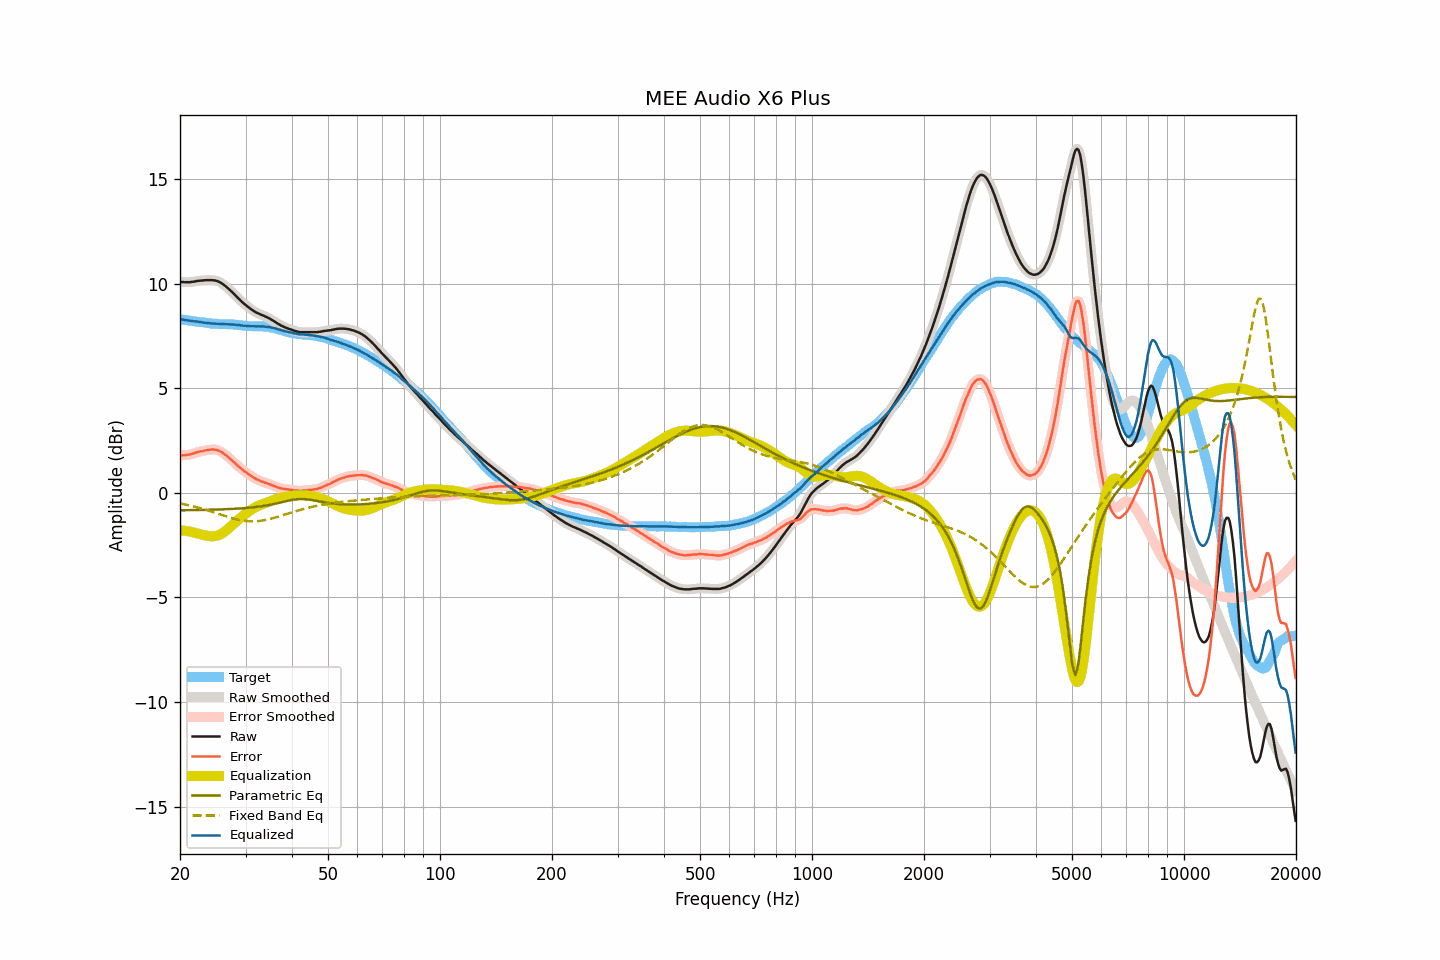 MEE Audio X6 Plus
Amplitude (dBr)
15
10
5
0
−5
−10
−15
Target
Raw Smoothed
Error Smoothed
Raw
Error
Equalization
Parametric Eq
Fixed Band Eq
Equalized
20 50 100 200 500 1000 2000 5000 10000 20000
Frequency (Hz)